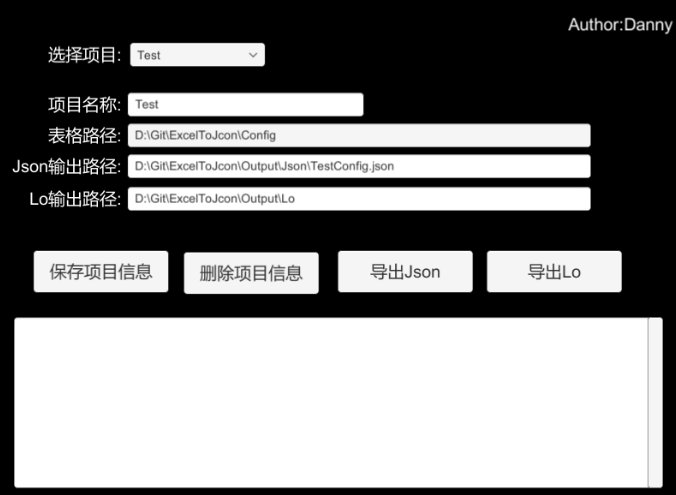 Author:Danny
选择项目: Test
项目名称: Test
表格路径: D:\Git\ExcelToJcon\Config
Json输出路径: D:\Git\ExcelToJcon\Output\Json\TestConfig.json
Lo输出路径: D:\Git\ExcelToJcon\Output\Lo
保存项目信息 删除项目信息 导出Json 导出Lo